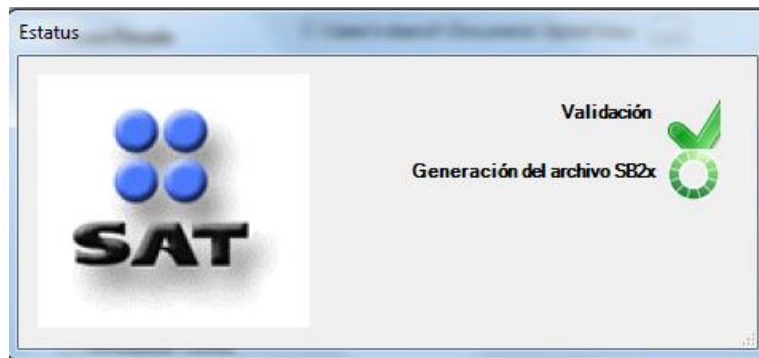 Estatus
Validación
Generación del archivo SB2x
SAT